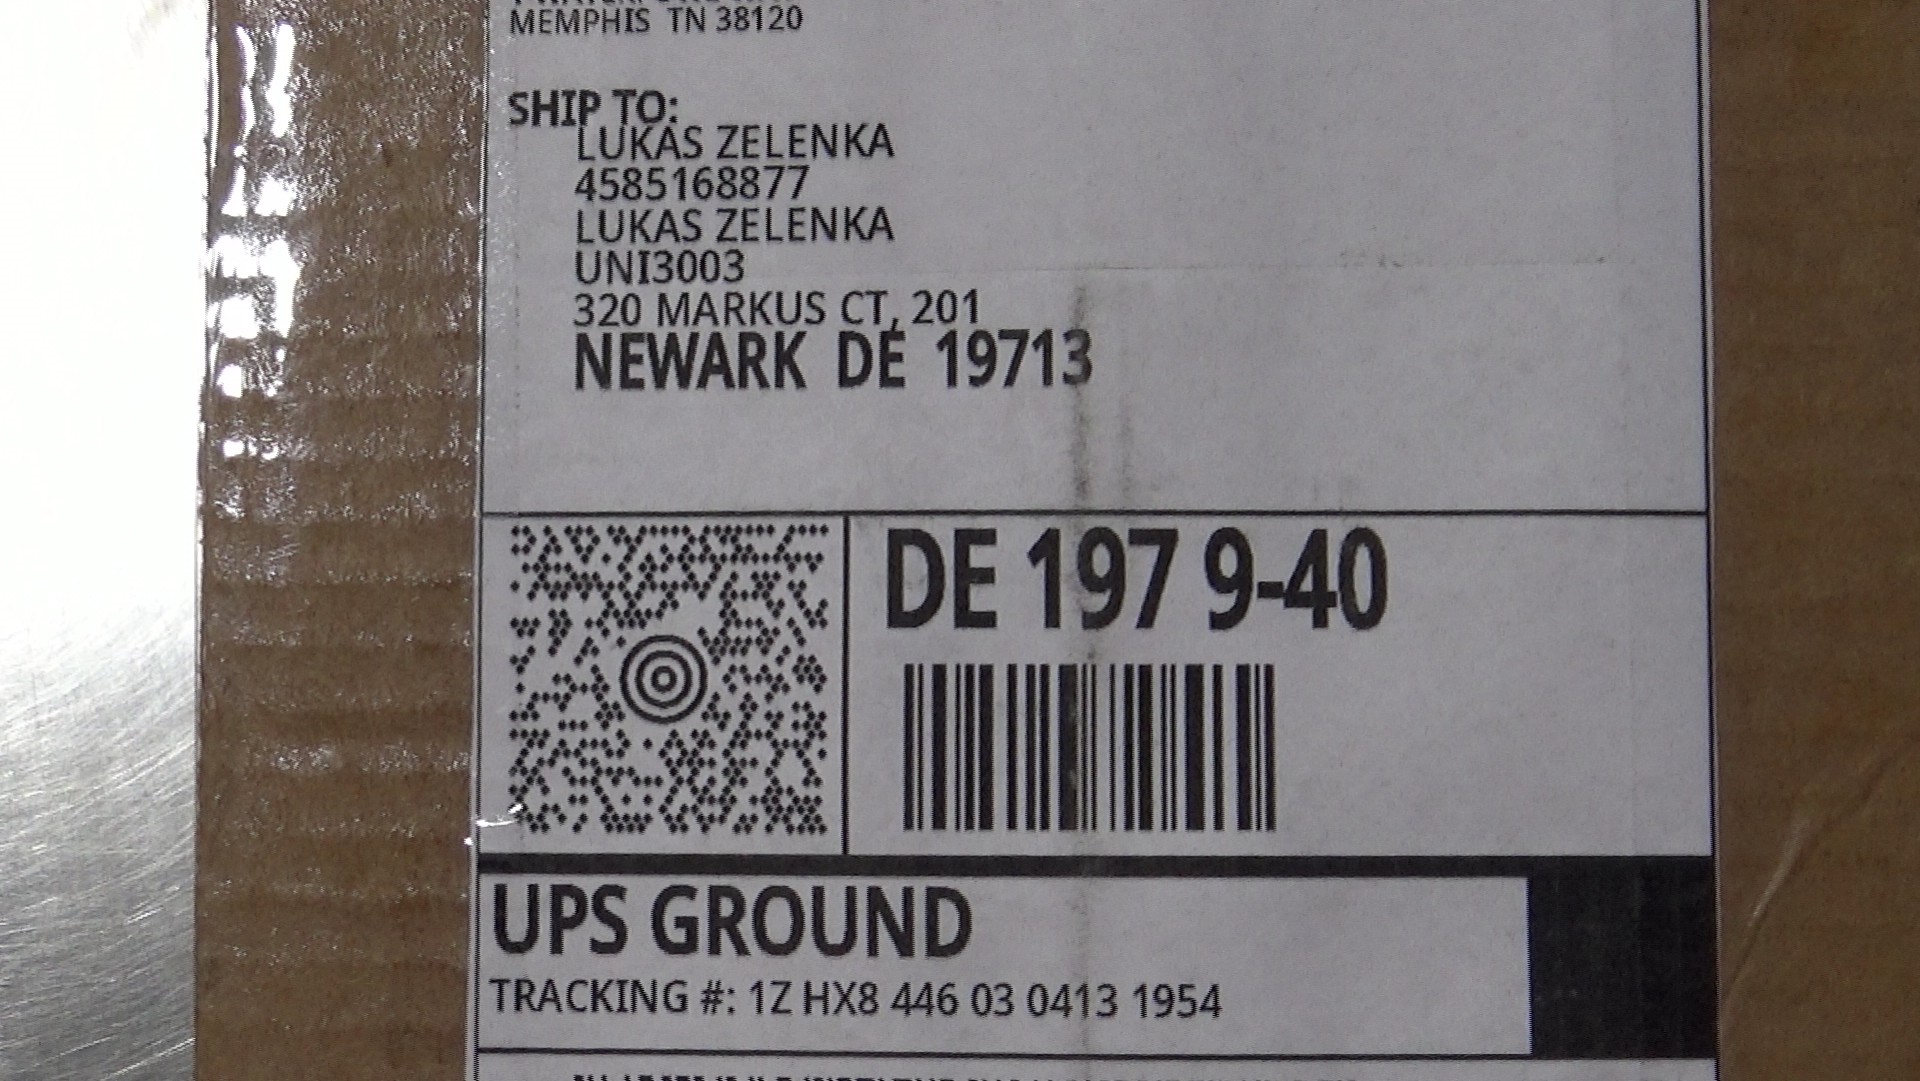 MEMPHIS TN 38120
SHIP TO:
LUKAS ZELENKA
4585168877
LUKAS ZELENKA
UNI3003
320 MARKUS CT, 201
NEWARK DE 19713
DE 197 9-40
UPS GROUND
TRACKING #: 1Z HX8 446 03 0413 1954